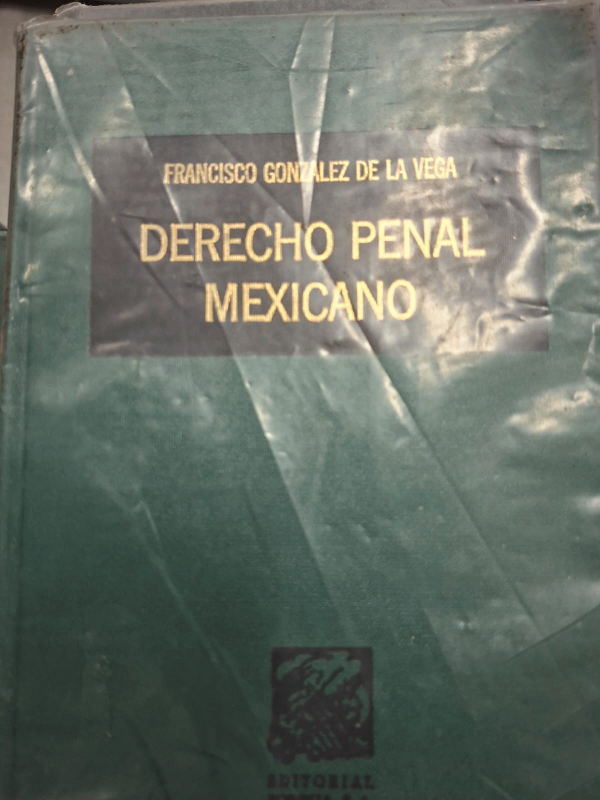 FRANCISCO GONZALEZ DE LA VEGA
DERECHO PENAL
MEXICANO
EDITORIAL